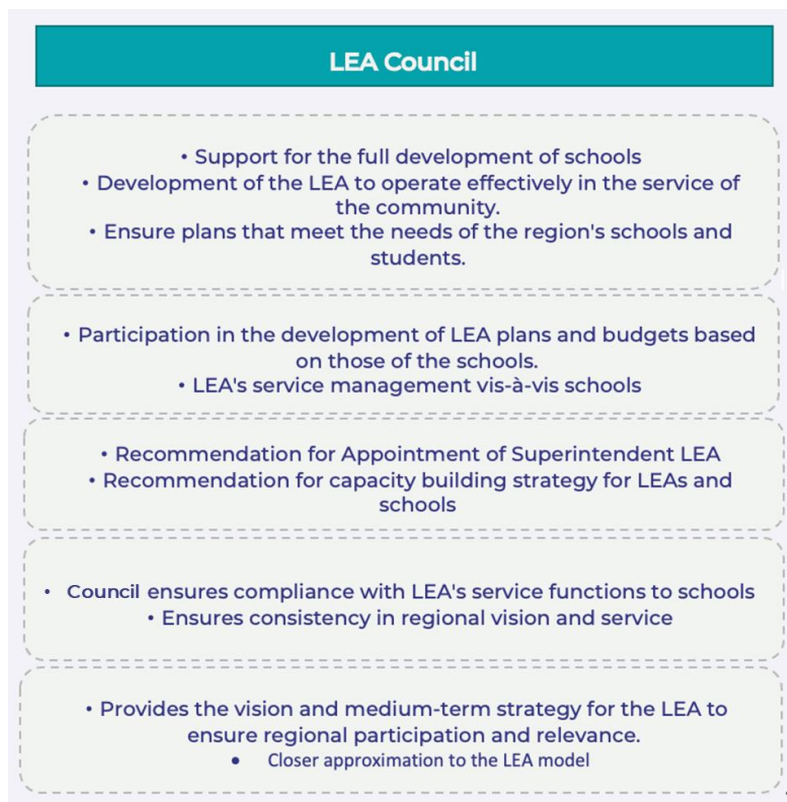 LEA Council
• Support for the full development of schools
• Development of the LEA to operate effectively in the service of
the community.
• Ensure plans that meet the needs of the region's schools and
students.
• Participation in the development of LEA plans and budgets based
on those of the schools.
• LEA's service management vis-à-vis schools
• Recommendation for Appointment of Superintendent LEA
• Recommendation for capacity building strategy for LEAs and
schools
• Council ensures compliance with LEA's service functions to schools
• Ensures consistency in regional vision and service
• Provides the vision and medium-term strategy for the LEA to
ensure regional participation and relevance.
• Closer approximation to the LEA model